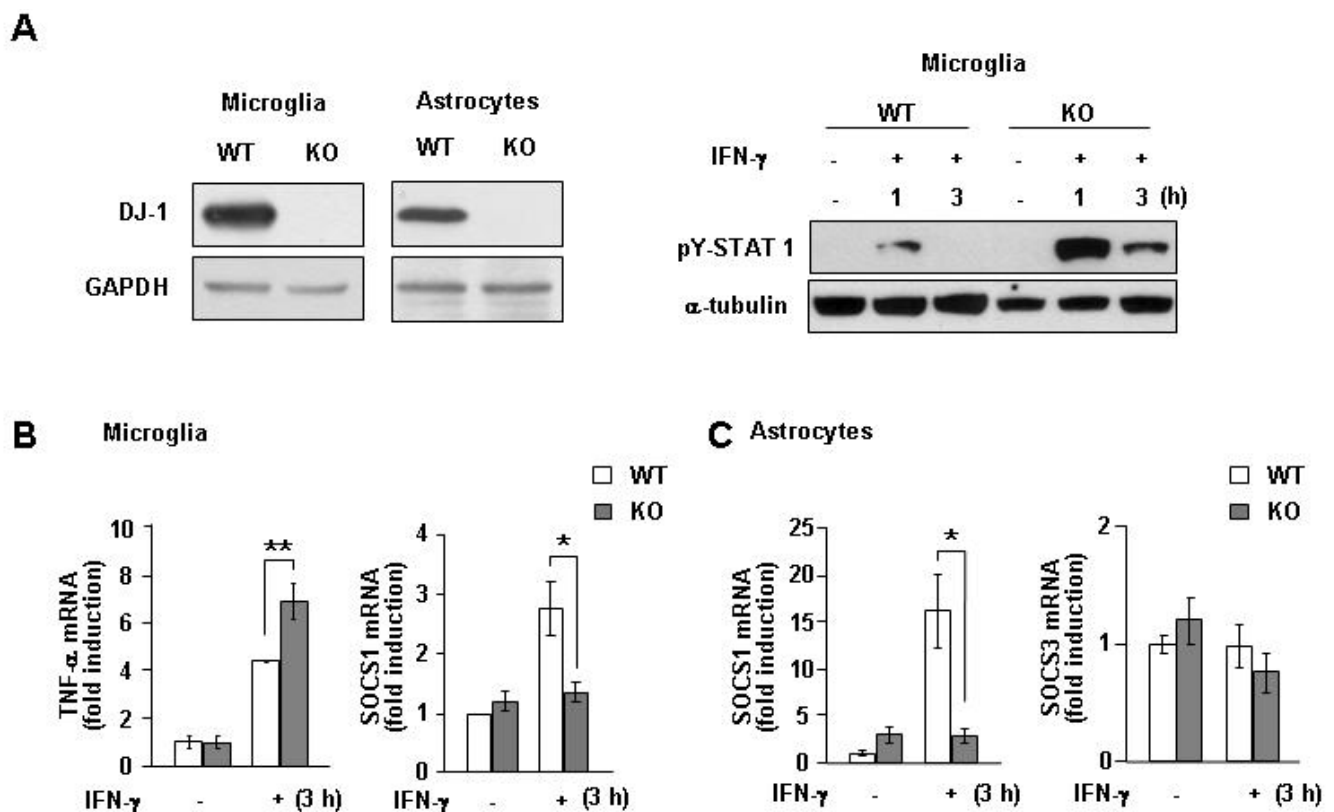 A
Microglia Astrocytes
WT KO WT KO
DJ-1
GAPDH
Microglia
WT KO
IFN-γ - + + - + +
- 1 3 - 1 3 (h)
pY-STAT 1
α-tubulin
B Microglia
WT
KO
TNF-α mRNA
(fold induction)
10
8
6
4
2
0
**
IFN-γ - + (3 h)
SOCS1 mRNA
(fold induction)
4
3
2
1
0
*
IFN-γ - + (3 h)
C Astrocytes
WT
KO
SOCS1 mRNA
(fold induction)
25
20
15
10
5
0
*
IFN-γ - + (3 h)
SOCS3 mRNA
(fold induction)
2
1
0
IFN-γ - + (3 h)